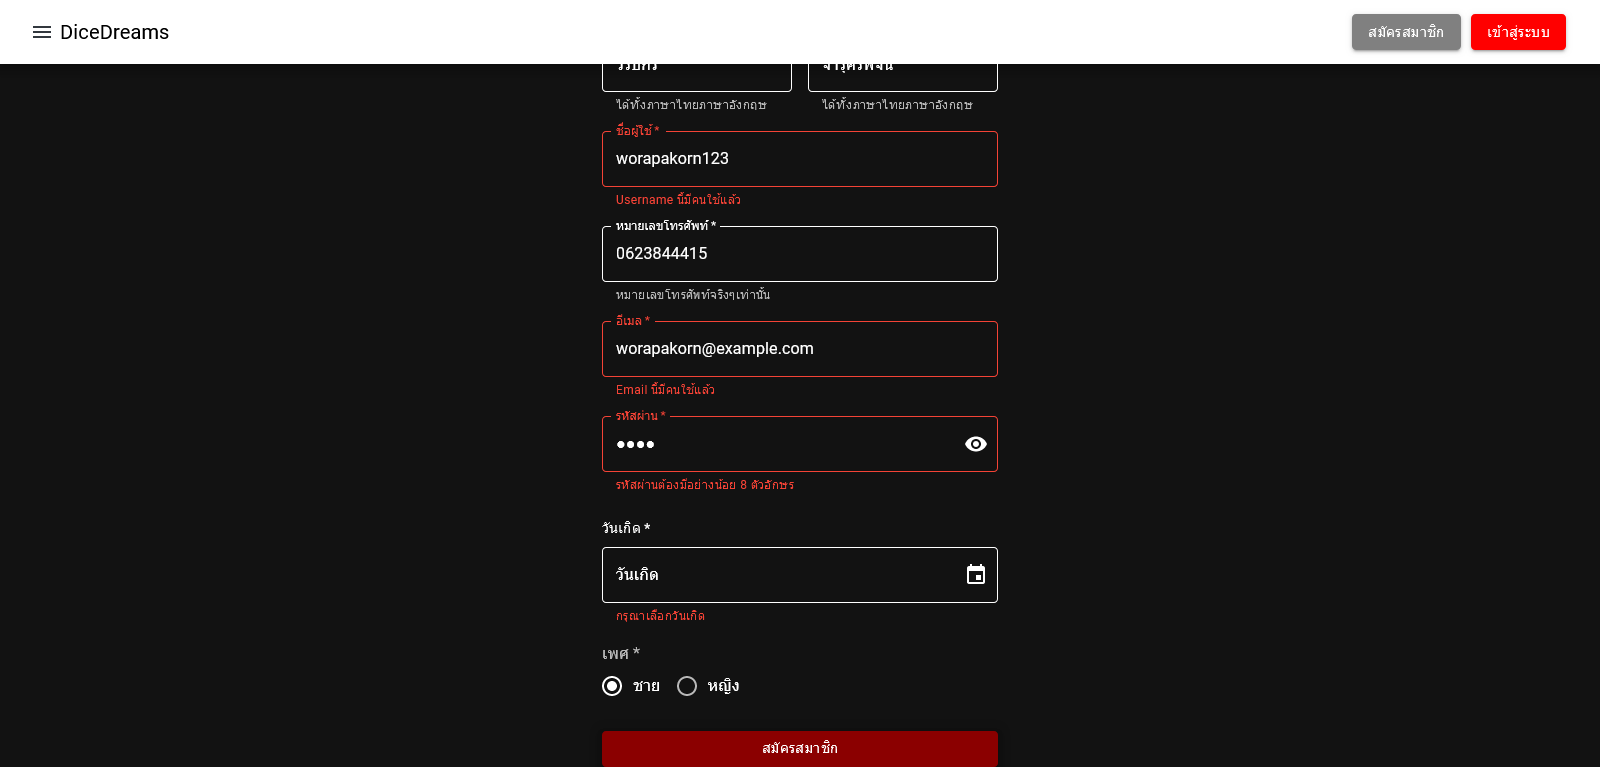 DiceDreams
สมัครสมาชิก
เข้าสู่ระบบ
ได้ทั้งภาษาไทยภาษาอังกฤษ
ได้ทั้งภาษาไทยภาษาอังกฤษ
ชื่อผู้ใช้ *
worapakorn123
Username นี้มีคนใช้แล้ว
หมายเลขโทรศัพท์ *
0623844415
หมายเลขโทรศัพท์จริงๆเท่านั้น
อีเมล *
worapakorn@example.com
Email นี้มีคนใช้แล้ว
รหัสผ่าน *
รหัสผ่านต้องมีอย่างน้อย 8 ตัวอักษร
วันเกิด *
วันเกิด
กรุณาเลือกวันเกิด
เพศ *
ชาย
หญิง
สมัครสมาชิก